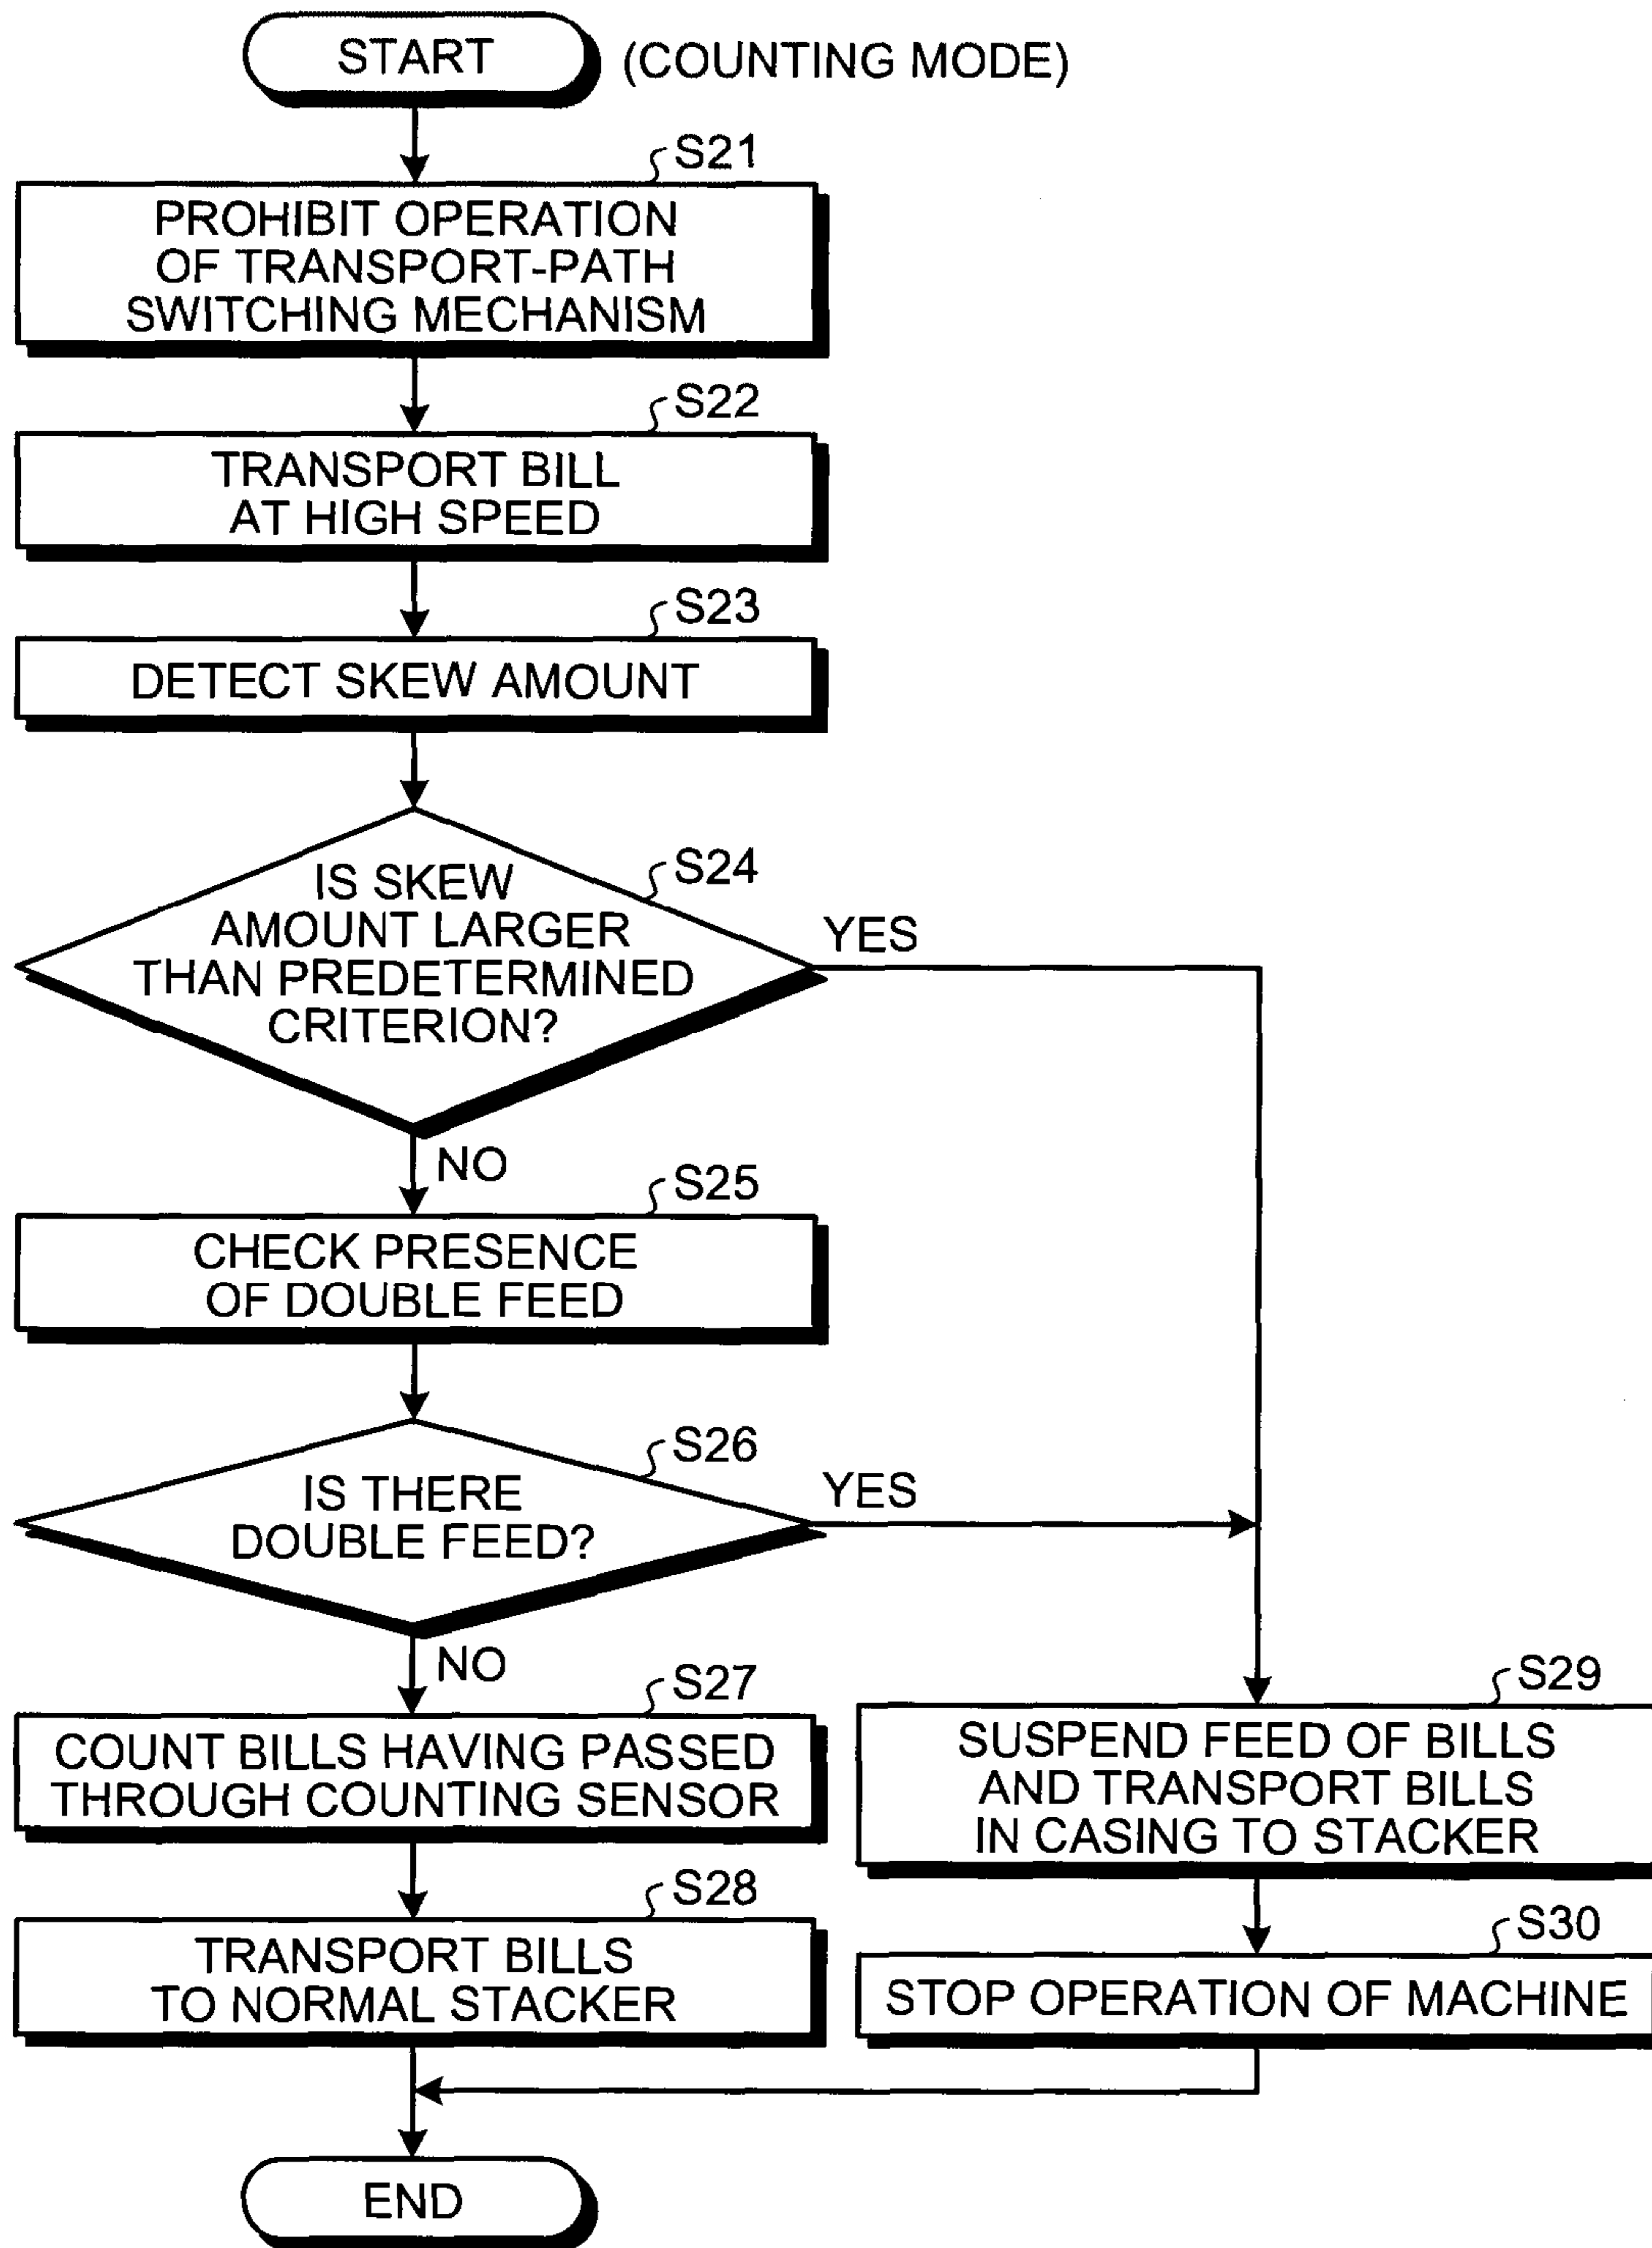 START
(COUNTING MODE)
S21
PROHIBIT OPERATION
OF TRANSPORT-PATH
SWITCHING MECHANISM
S22
TRANSPORT BILL
AT HIGH SPEED
S23
DETECT SKEW AMOUNT
S24
IS SKEW
AMOUNT LARGER
THAN PREDETERMINED
CRITERION?
YES
NO
S25
CHECK PRESENCE
OF DOUBLE FEED
S26
IS THERE
DOUBLE FEED?
YES
NO
S27
COUNT BILLS HAVING PASSED
THROUGH COUNTING SENSOR
S28
TRANSPORT BILLS
TO NORMAL STACKER
S29
SUSPEND FEED OF BILLS
AND TRANSPORT BILLS
IN CASING TO STACKER
S30
STOP OPERATION OF MACHINE
END